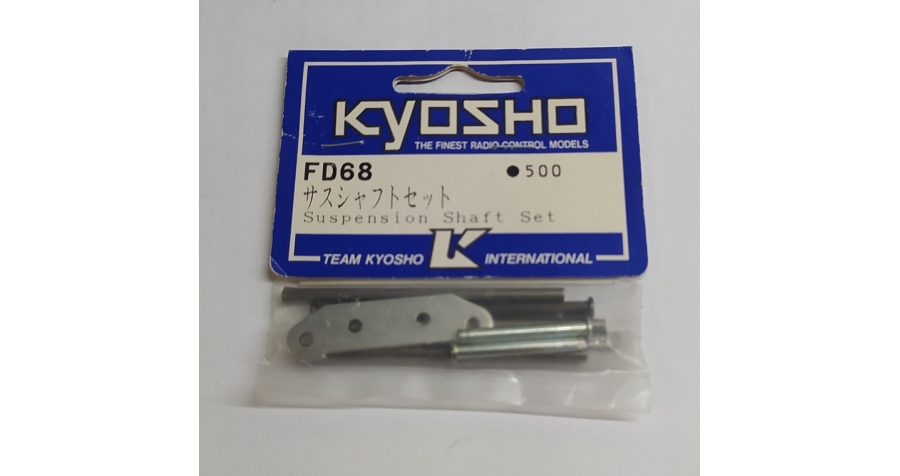 KYOSHO
THE FINEST RADIO CONTROL MODELS
FD68 ●500
サスシャフトセット
Suspension Shaft Set
TEAM KYOSHO K INTERNATIONAL